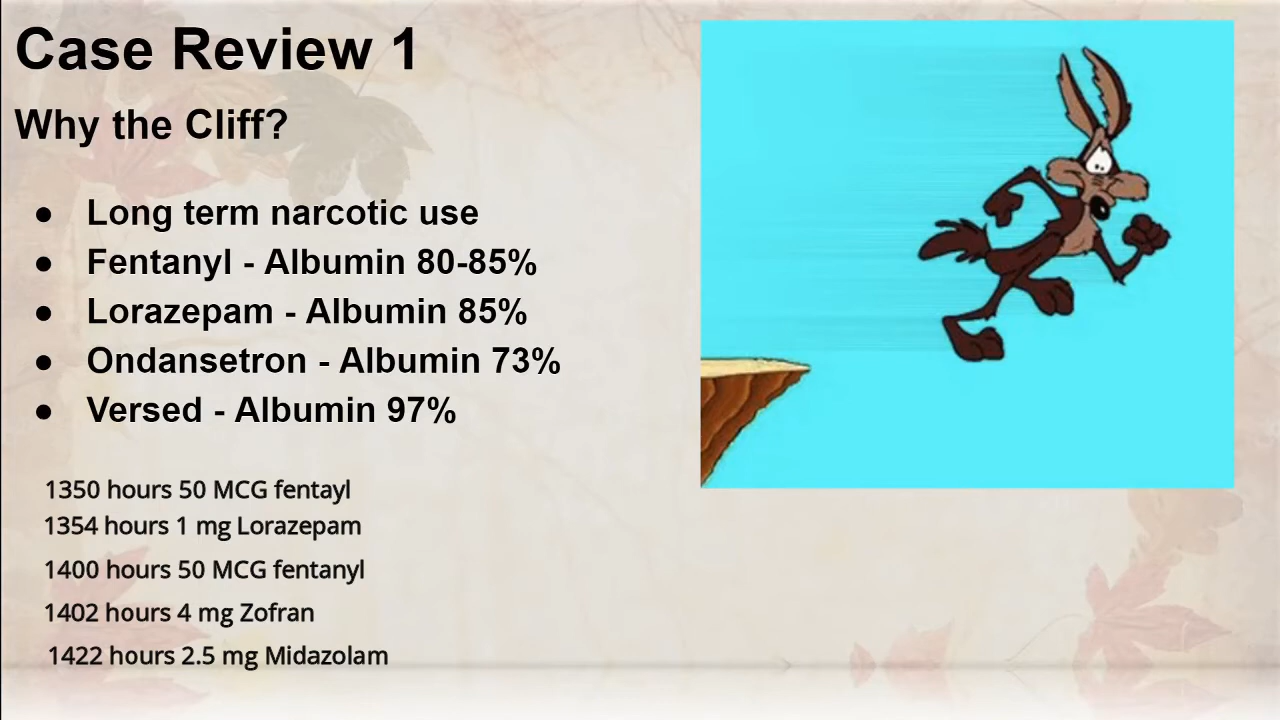 Case Review 1
Why the Cliff?
● Long term narcotic use
● Fentanyl - Albumin 80-85%
● Lorazepam - Albumin 85%
● Ondansetron - Albumin 73%
● Versed - Albumin 97%
1350 hours 50 MCG fentayl
1354 hours 1 mg Lorazepam
1400 hours 50 MCG fentanyl
1402 hours 4 mg Zofran
1422 hours 2.5 mg Midazolam